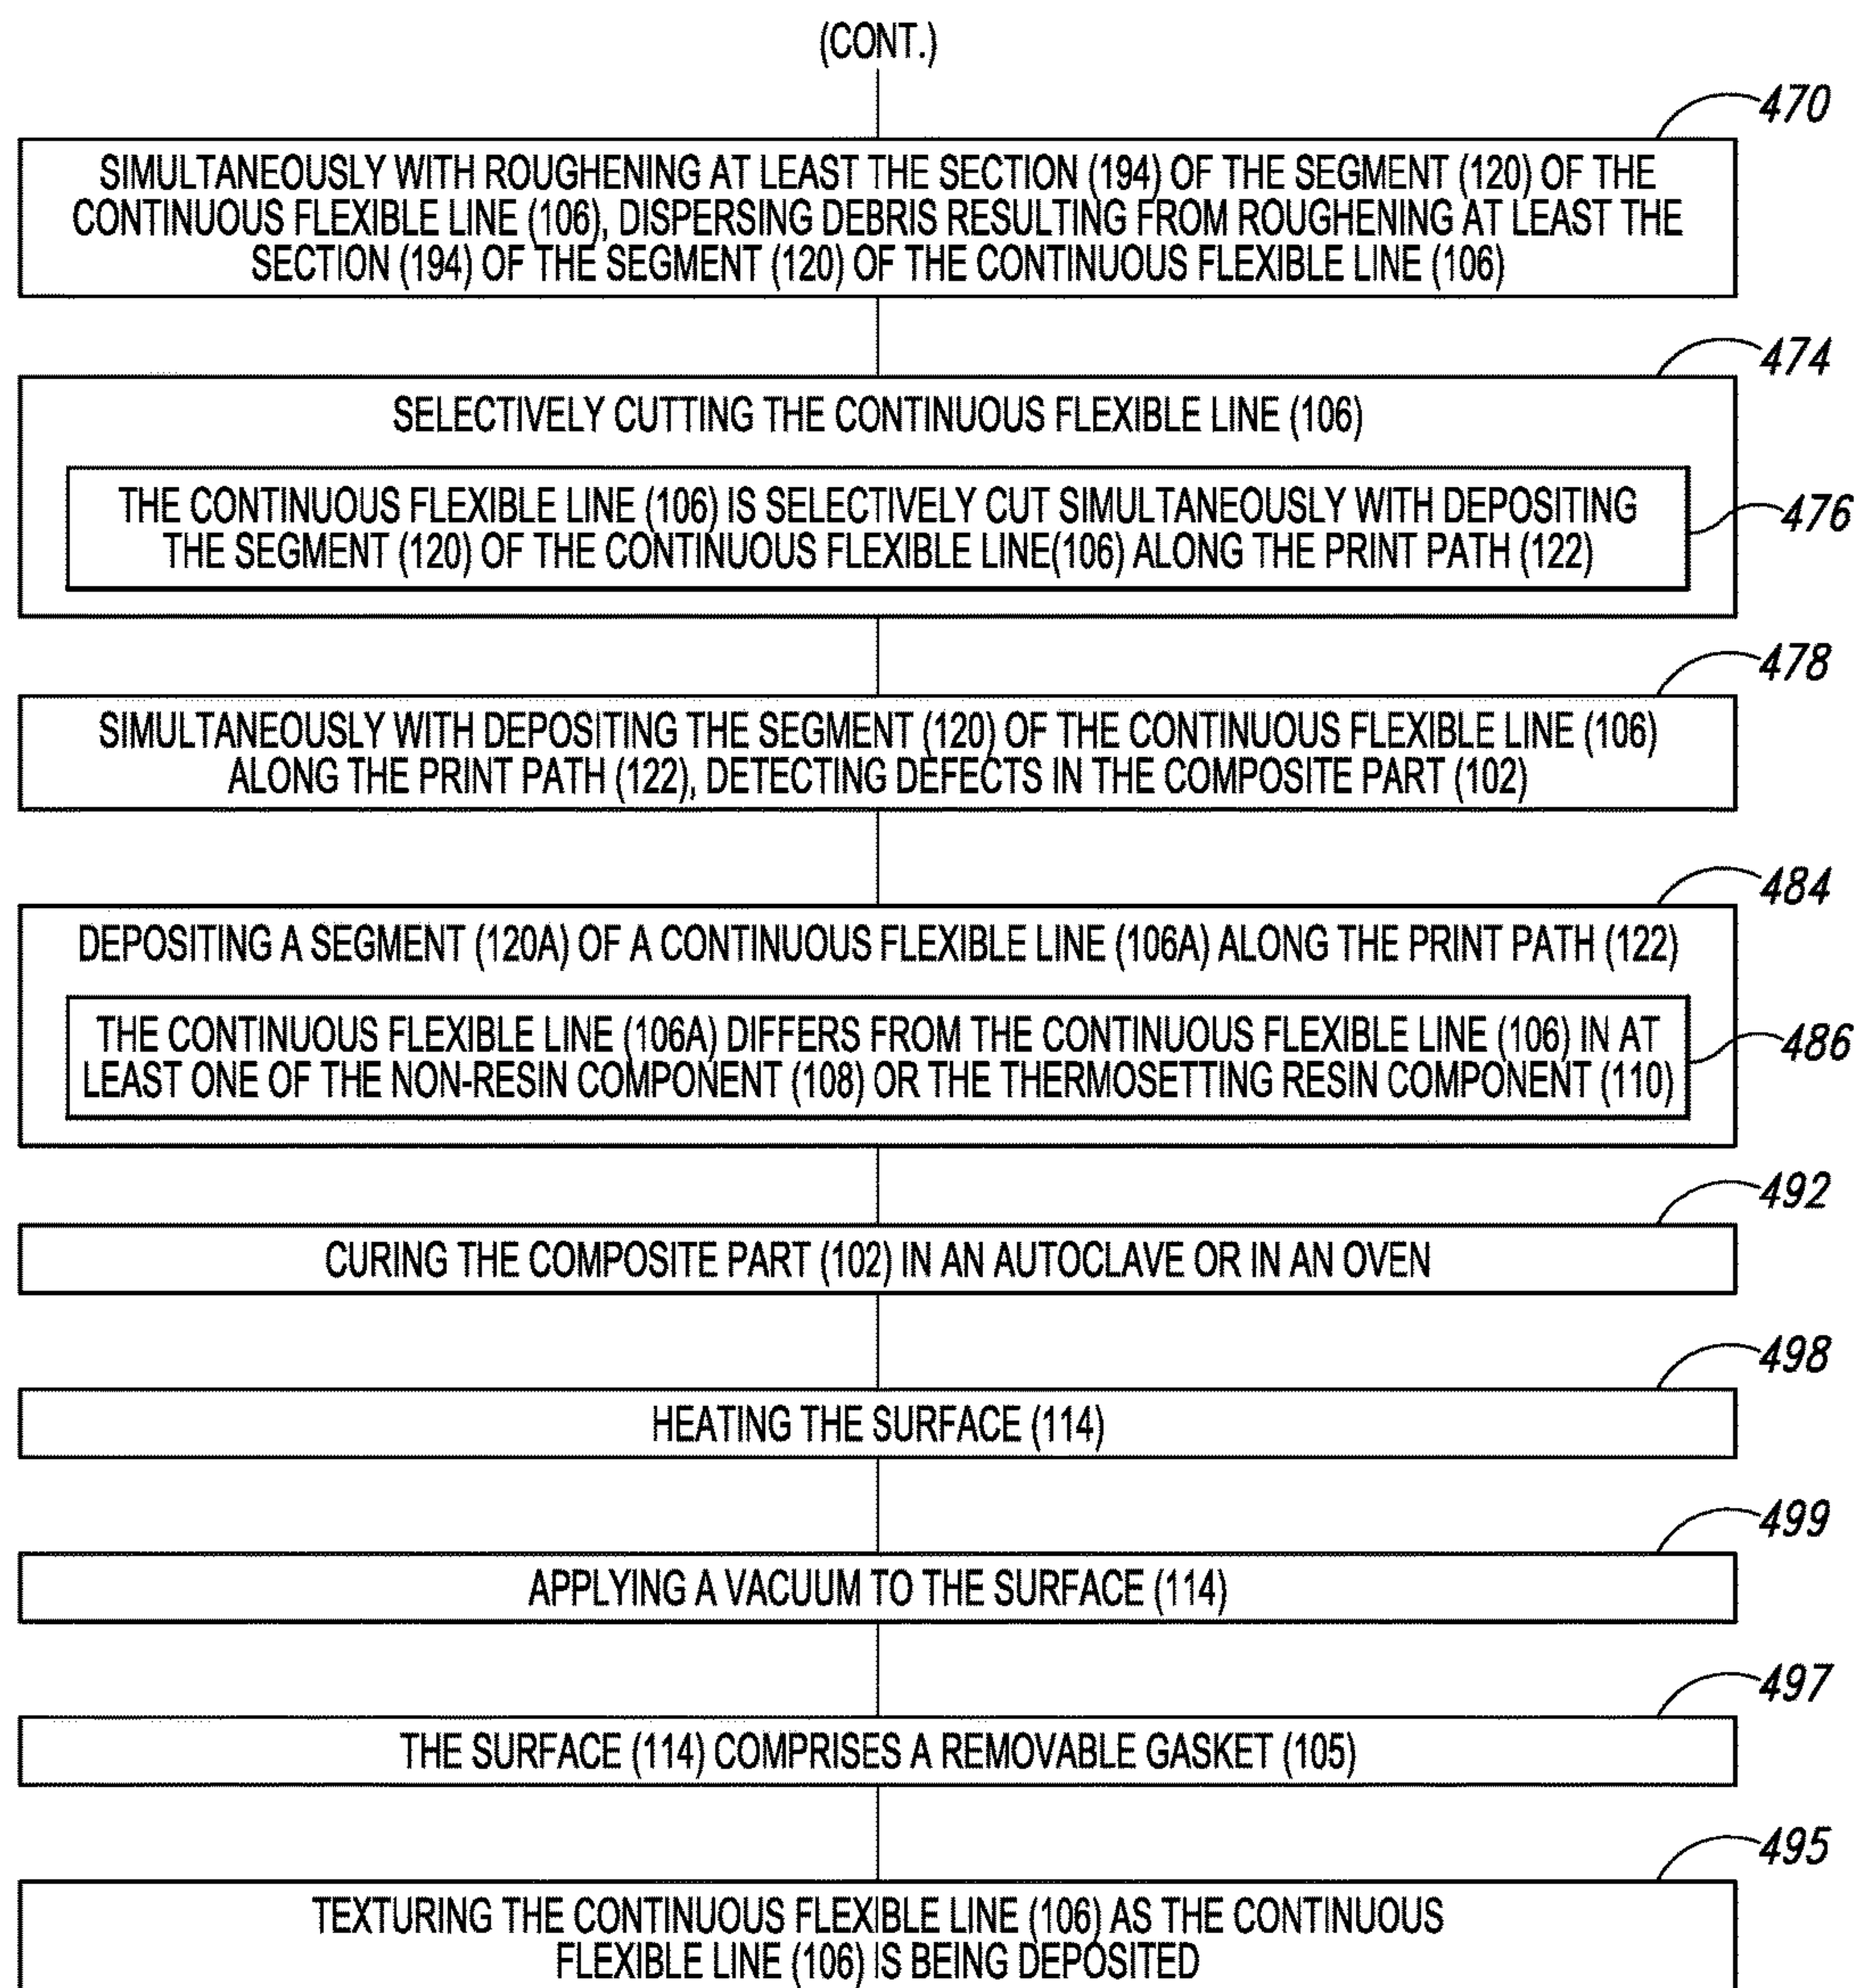 (CONT.)
470
SIMULTANEOUSLY WITH ROUGHENING AT LEAST THE SECTION (194) OF THE SEGMENT (120) OF THE
CONTINUOUS FLEXIBLE LINE (106), DISPERSING DEBRIS RESULTING FROM ROUGHENING AT LEAST THE
SECTION (194) OF THE SEGMENT (120) OF THE CONTINUOUS FLEXIBLE LINE (106)
474
SELECTIVELY CUTTING THE CONTINUOUS FLEXIBLE LINE (106)
THE CONTINUOUS FLEXIBLE LINE (106) IS SELECTIVELY CUT SIMULTANEOUSLY WITH DEPOSITING
THE SEGMENT (120) OF THE CONTINUOUS FLEXIBLE LINE(106) ALONG THE PRINT PATH (122)
476
478
SIMULTANEOUSLY WITH DEPOSITING THE SEGMENT (120) OF THE CONTINUOUS FLEXIBLE LINE (106)
ALONG THE PRINT PATH (122), DETECTING DEFECTS IN THE COMPOSITE PART (102)
484
DEPOSITING A SEGMENT (120A) OF A CONTINUOUS FLEXIBLE LINE (106A) ALONG THE PRINT PATH (122)
THE CONTINUOUS FLEXIBLE LINE (106A) DIFFERS FROM THE CONTINUOUS FLEXIBLE LINE (106) IN AT
LEAST ONE OF THE NON-RESIN COMPONENT (108) OR THE THERMOSETTING RESIN COMPONENT (110)
486
492
CURING THE COMPOSITE PART (102) IN AN AUTOCLAVE OR IN AN OVEN
498
HEATING THE SURFACE (114)
499
APPLYING A VACUUM TO THE SURFACE (114)
497
THE SURFACE (114) COMPRISES A REMOVABLE GASKET (105)
495
TEXTURING THE CONTINUOUS FLEXIBLE LINE (106) AS THE CONTINUOUS
FLEXIBLE LINE (106) IS BEING DEPOSITED